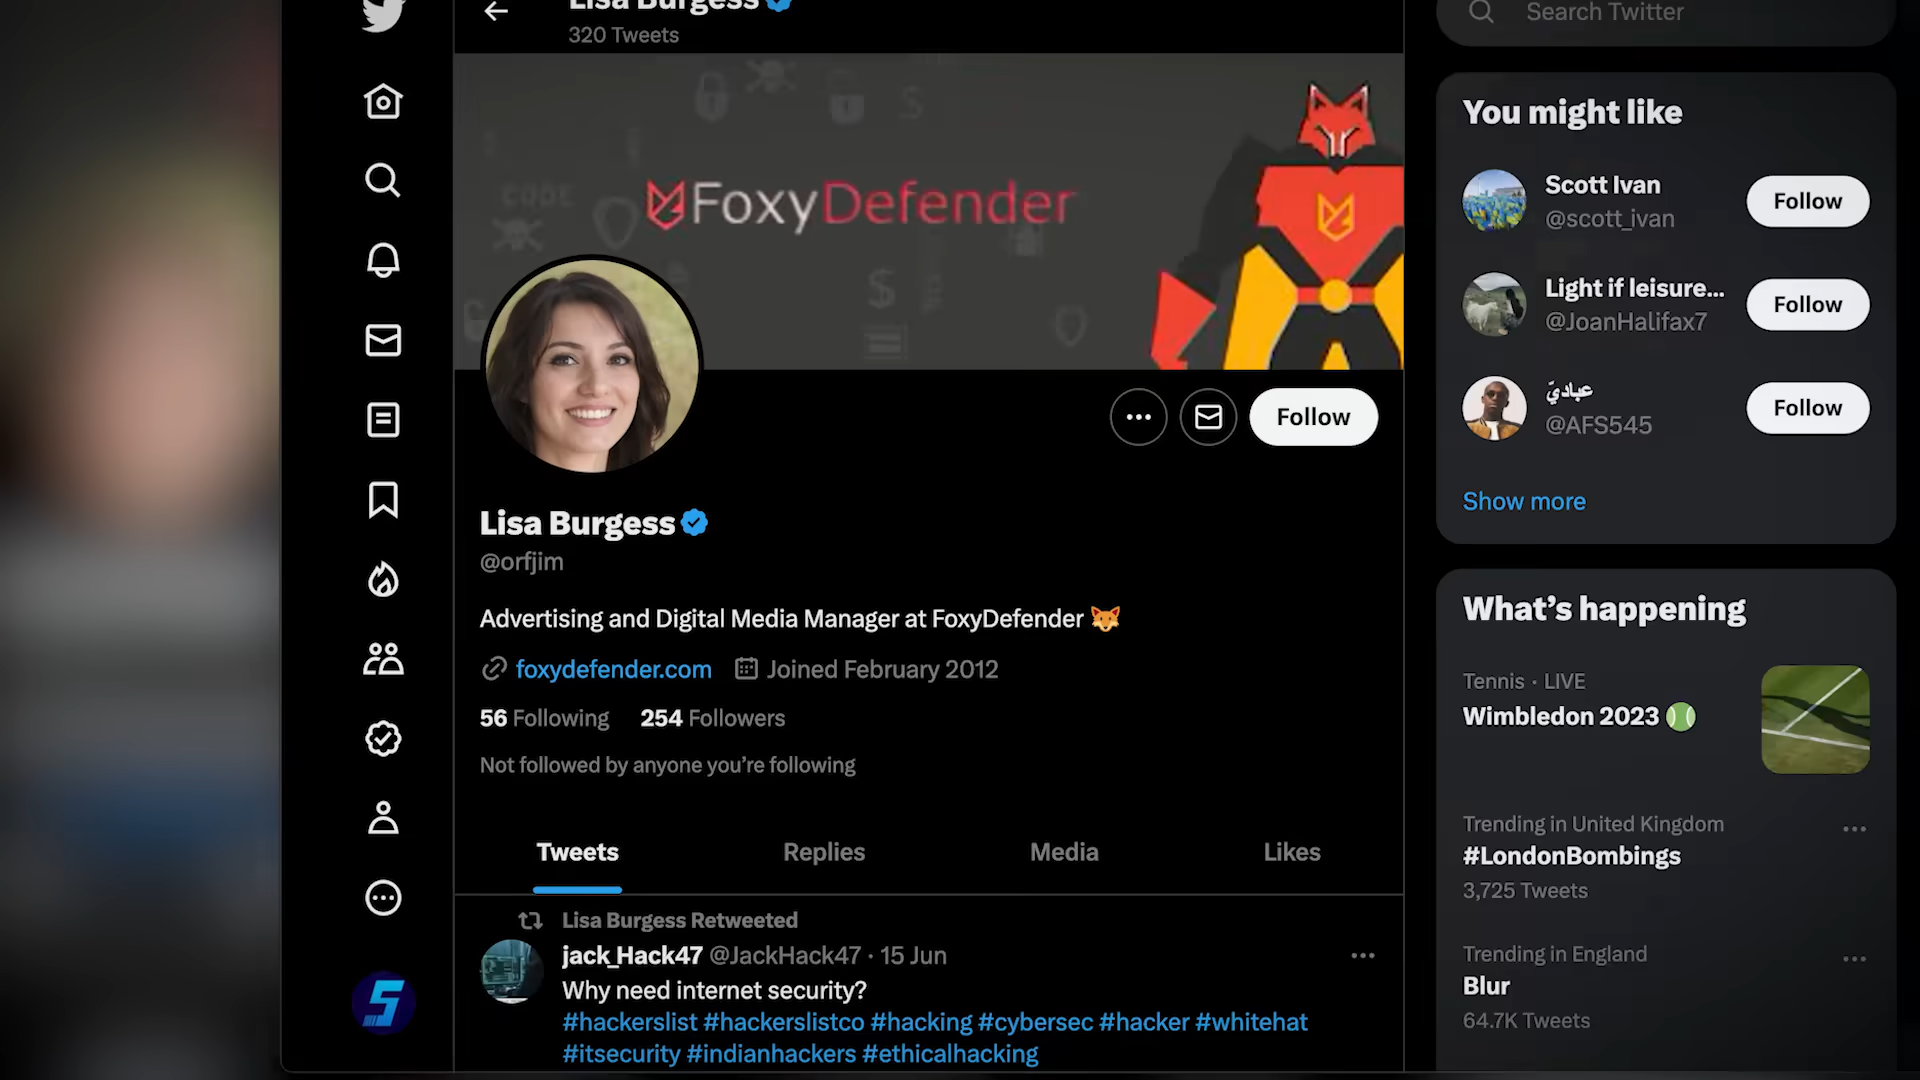 Lisa Burgess
320 Tweets
Search Twitter
FoxyDefender
CODE
Follow
Lisa Burgess
@orfjim
Advertising and Digital Media Manager at FoxyDefender
foxydefender.com Joined February 2012
56 Following 254 Followers
Not followed by anyone you’re following
Tweets Replies Media Likes
Lisa Burgess Retweeted
jack_Hack47 @JackHack47 · 15 Jun
Why need internet security?
#hackerslist #hackerslistco #hacking #cybersec #hacker #whitehat
#itsecurity #indianhackers #ethicalhacking
You might like
Scott Ivan
@scott_ivan
Follow
Light if leisure...
@JoanHalifax7
Follow
عباديّ
@AFS545
Follow
Show more
What’s happening
Tennis · LIVE
Wimbledon 2023
Trending in United Kingdom
#LondonBombings
3,725 Tweets
Trending in England
Blur
64.7K Tweets